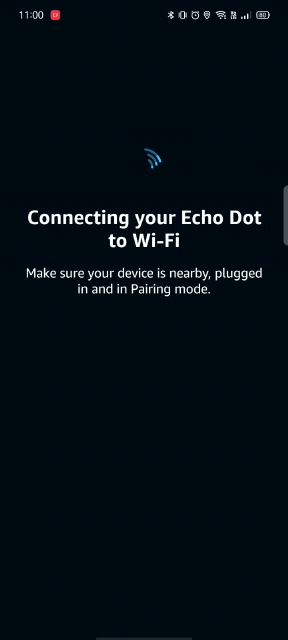 11:00
80
Connecting your Echo Dot
to Wi-Fi
Make sure your device is nearby, plugged
in and in Pairing mode.